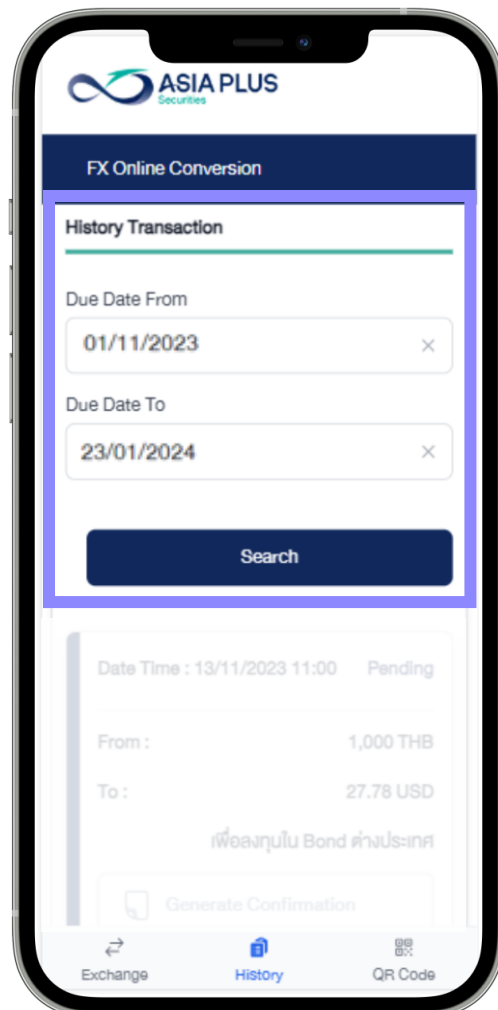 ASIA PLUS
Securities
FX Online Conversion
History Transaction
Due Date From
01/11/2023
Due Date To
23/01/2024
Search
Date Time : 13/11/2023 11:00 Pending
From : 1,000 THB
To : 27.78 USD
เพื่อลงทุนใน Bond ต่างประเทศ
Generate Confirmation
Exchange History QR Code